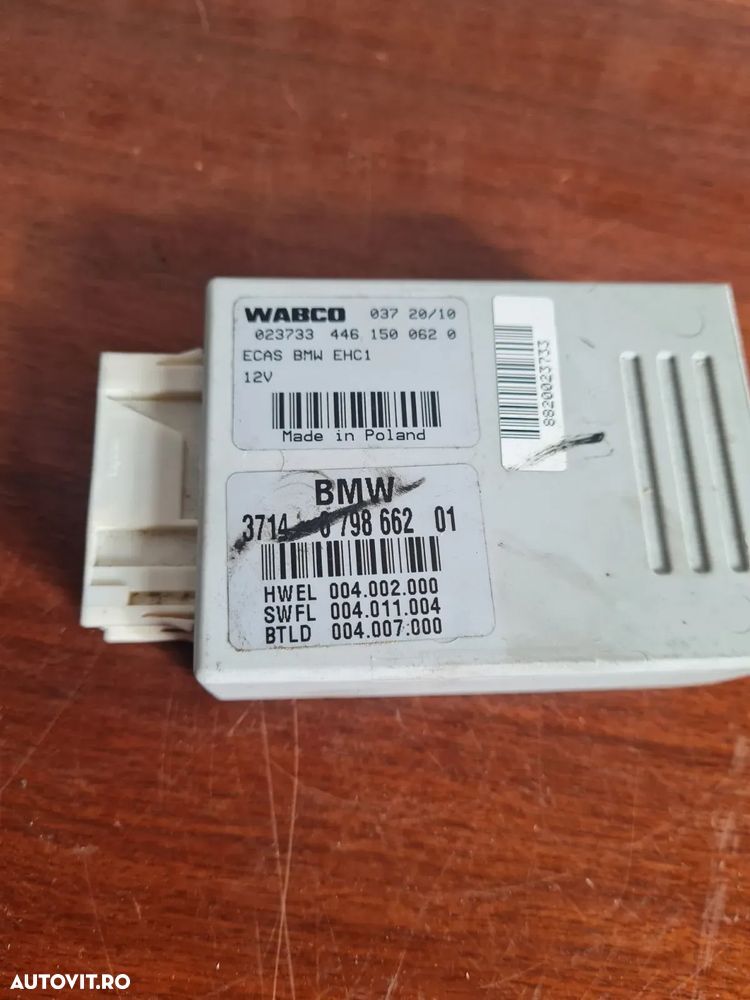 WABCO 037 20/10
023733 446 150 062 0
ECAS BMW EHC1
12V
Made in Poland
8820023733
BMW
3714 798 662 01
HWEL 004.002.000
SWFL 004.011.004
BTLD 004.007.000
AUTOVIT.RO